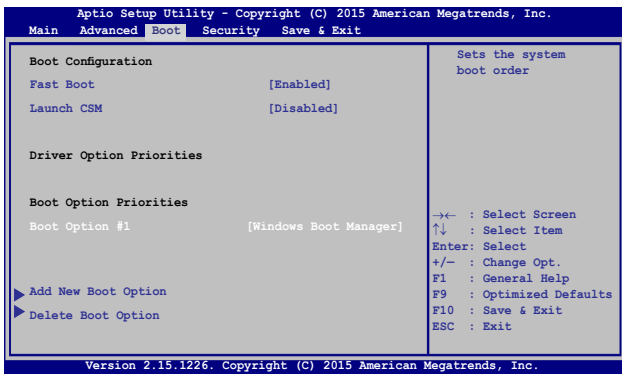 Aptio Setup Utility - Copyright (C) 2015 American Megatrends, Inc.
Main Advanced Boot Security Save & Exit
Boot Configuration
Fast Boot [Enabled]
Launch CSM [Disabled]
Driver Option Priorities
Boot Option Priorities
Boot Option #1 [Windows Boot Manager]
Add New Boot Option
Delete Boot Option
Sets the system
boot order
→← : Select Screen
↑↓ : Select Item
Enter: Select
+/— : Change Opt.
F1 : General Help
F9 : Optimized Defaults
F10 : Save & Exit
ESC : Exit
Version 2.15.1226. Copyright (C) 2015 American Megatrends, Inc.